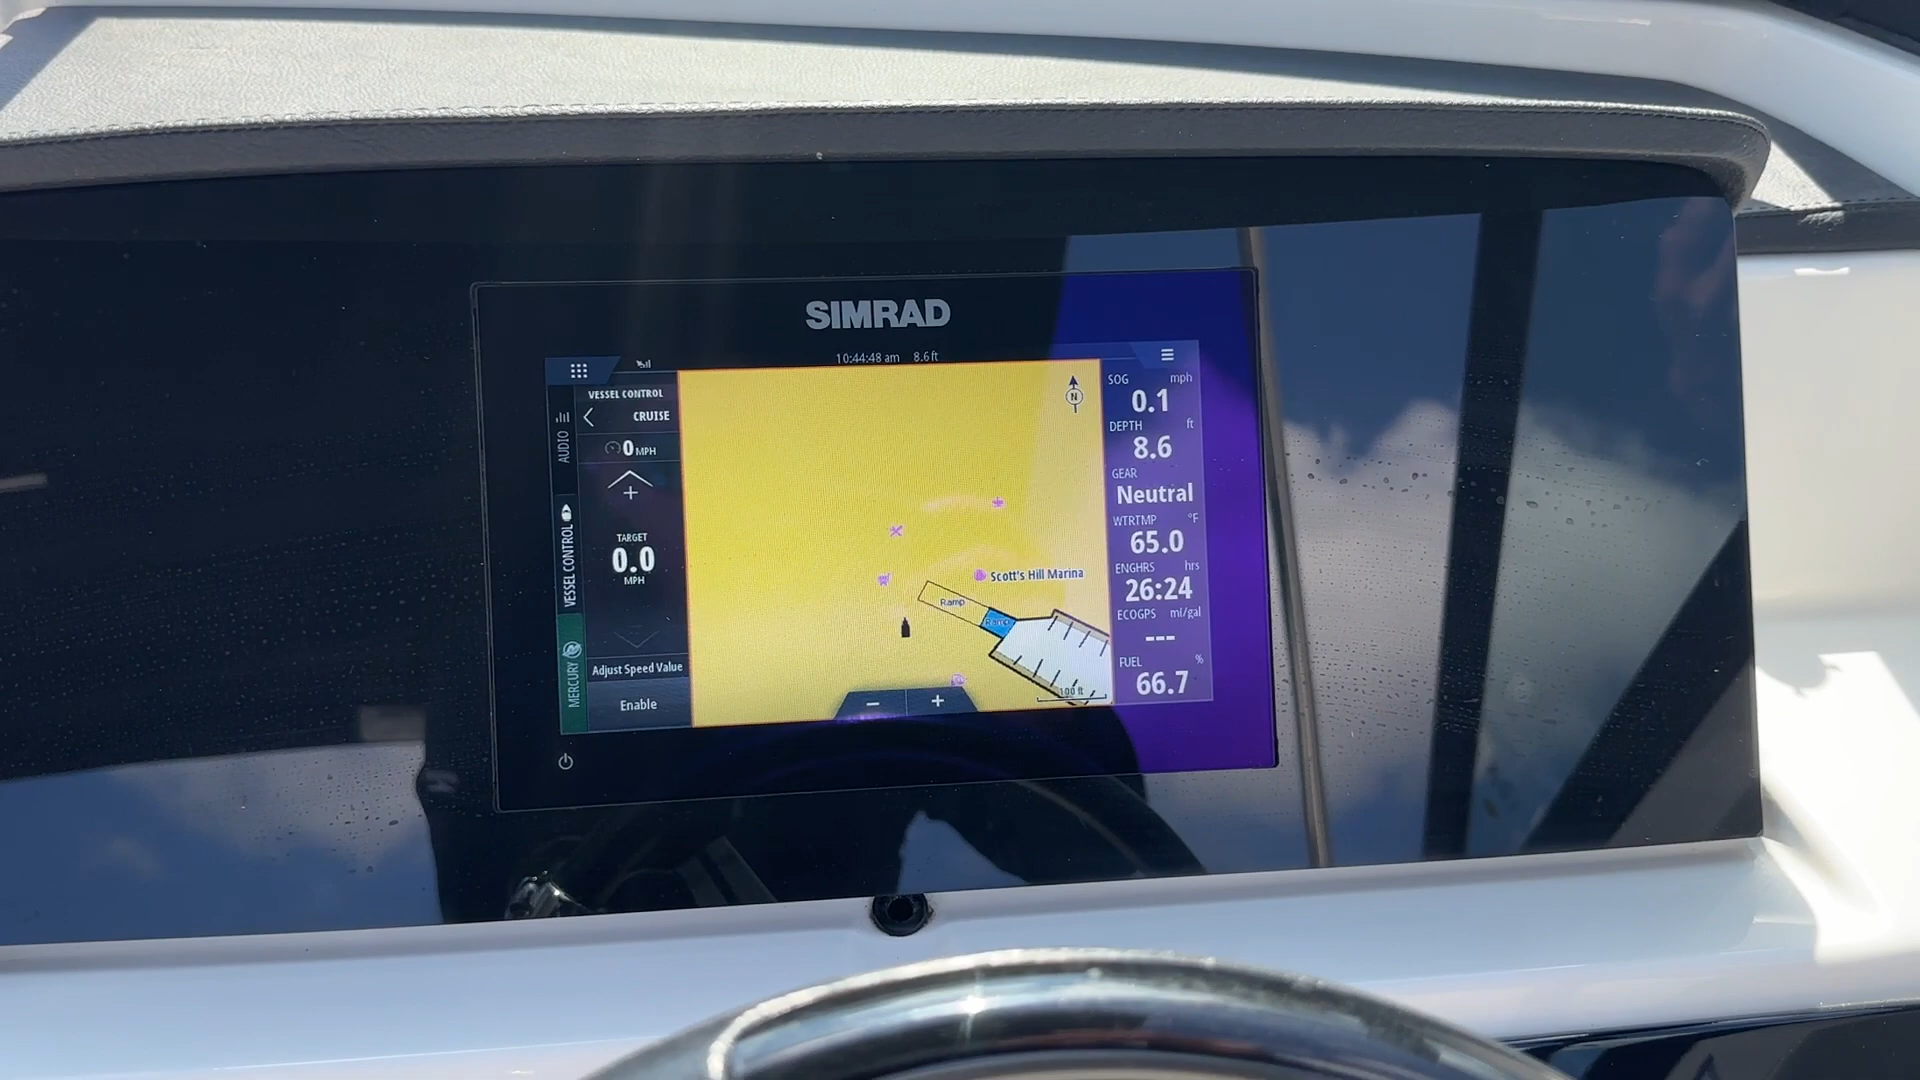 SIMRAD
10:44:48 am 8.6 ft
VESSEL CONTROL
CRUISE
0 MPH
+
TARGET
0.0
MPH
Adjust Speed Value
Enable
AUDIO
VESSEL CONTROL
MERCURY
N
Scott's Hill Marina
Ramp
Ramp
100 ft
− +
SOG mph
0.1
DEPTH ft
8.6
GEAR
Neutral
WTRTMP °F
65.0
ENGHRS hrs
26:24
ECOGPS mi/gal
---
FUEL %
66.7